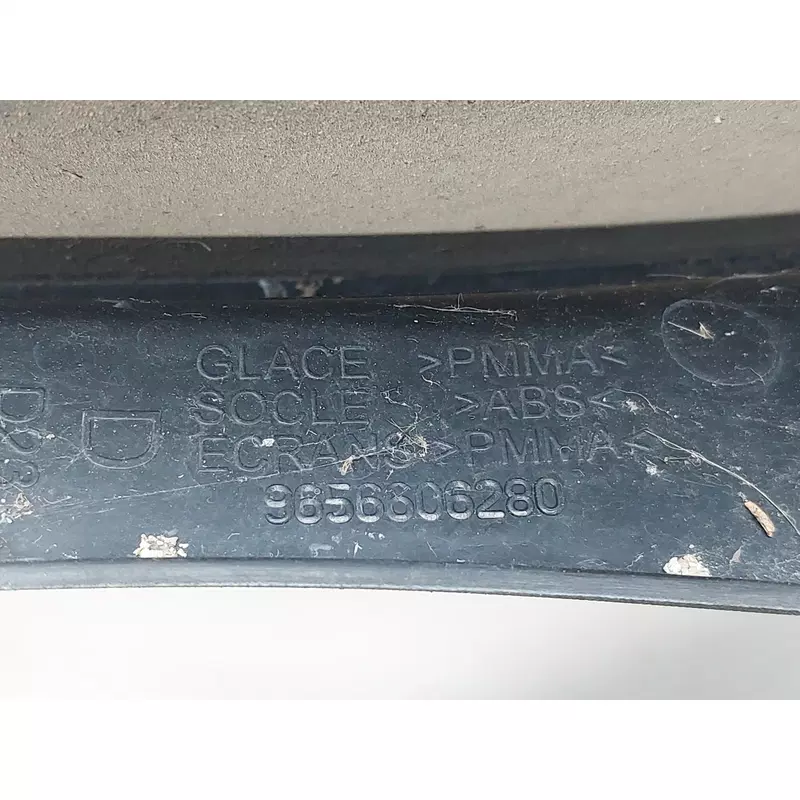 GLACE >PMMA<
SOCLE >ABS<
ECRANS >PMMA<
9656606280
D